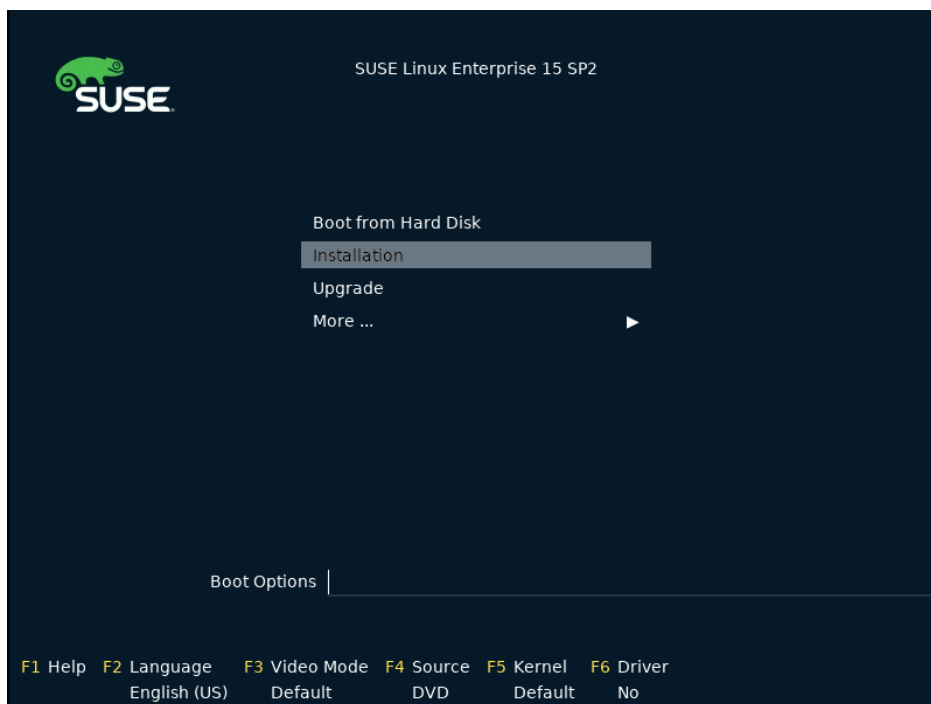 SUSE
SUSE Linux Enterprise 15 SP2
Boot from Hard Disk
Installation
Upgrade
More ...
Boot Options
F1 Help F2 Language F3 Video Mode F4 Source F5 Kernel F6 Driver
English (US) Default DVD Default No